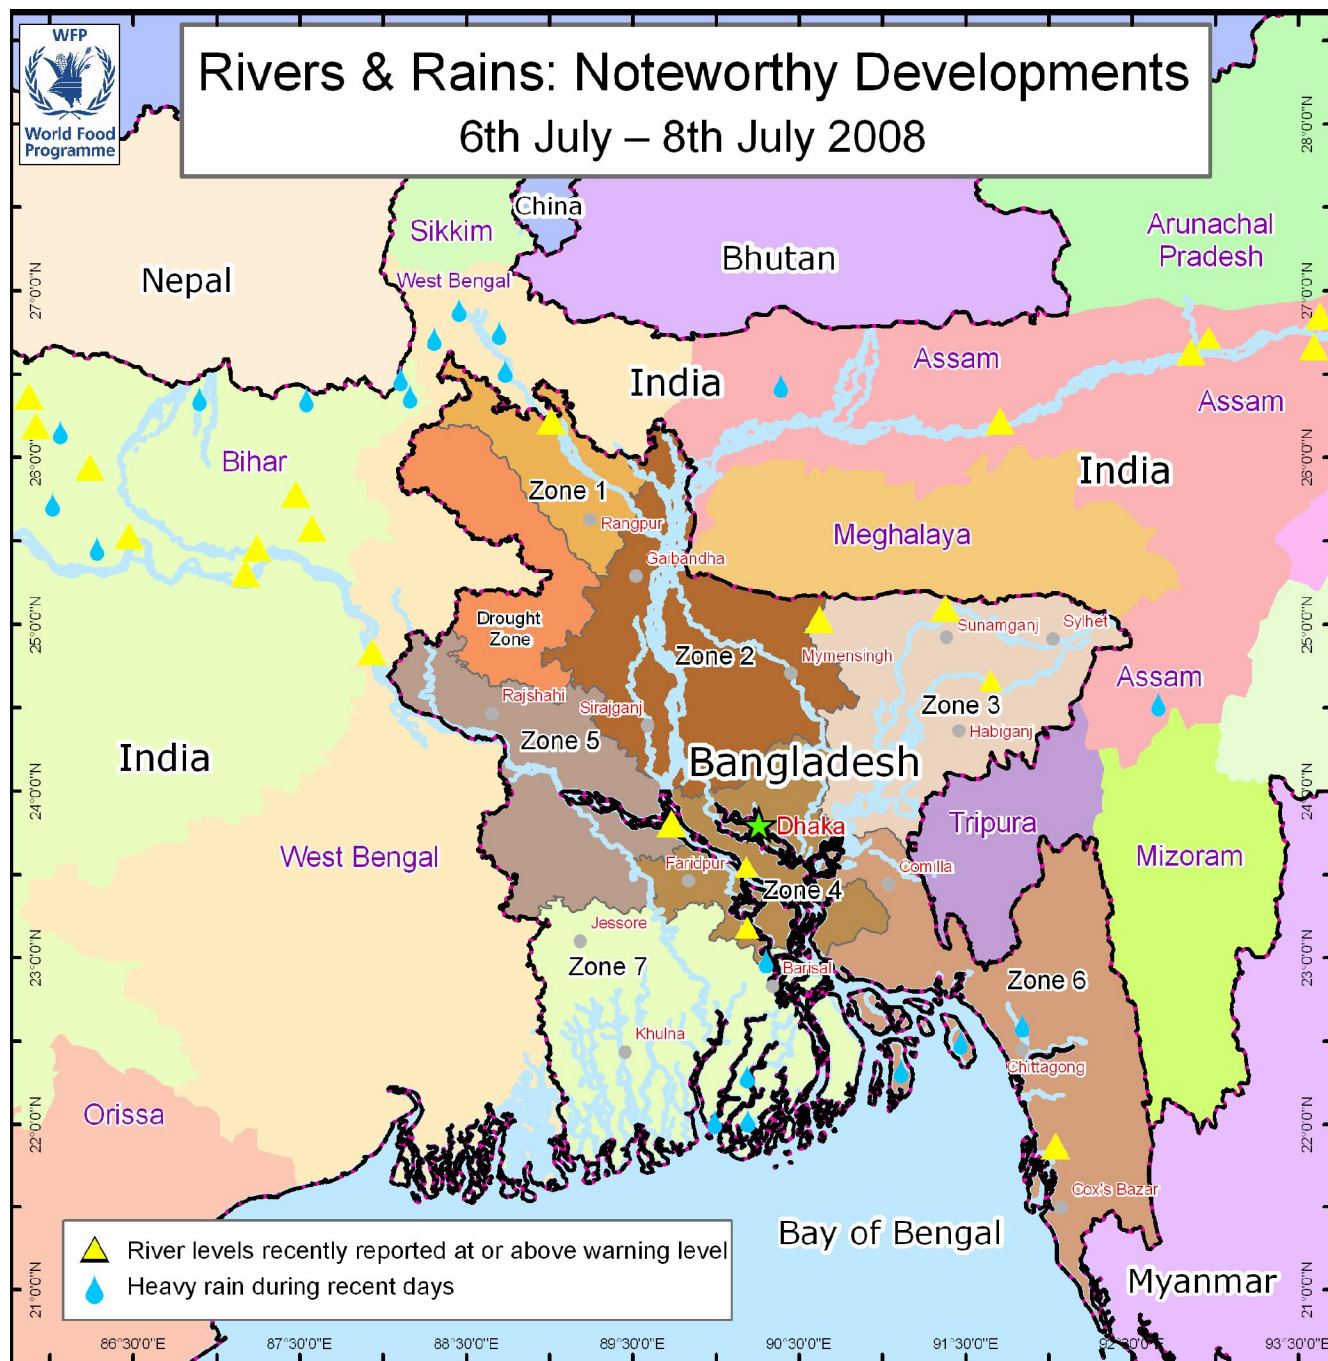 WFP
World Food
Programme
Rivers & Rains: Noteworthy Developments
6th July – 8th July 2008
China
Sikkim
Arunachal
Pradesh
Bhutan
Nepal
West Bengal
India
Assam
Assam
Bihar
India
Zone 1
Rangpur
Meghalaya
Gaibandha
Drought
Zone
Zone 2
Mymensingh
Sunamganj
Sylhet
Assam
Rajshahi
Sirajganj
Zone 3
Habiganj
Zone 5
India
Bangladesh
Dhaka
Tripura
West Bengal
Mizoram
Faridpur
Comilla
Zone 4
Jessore
Zone 7
Barisal
Zone 6
Khulna
Chittagong
Orissa
Cox's Bazar
Bay of Bengal
Myanmar
River levels recently reported at or above warning level
Heavy rain during recent days
28°0'0"N
27°0'0"N
26°0'0"N
25°0'0"N
24°0'0"N
23°0'0"N
22°0'0"N
21°0'0"N
27°0'0"N
26°0'0"N
25°0'0"N
24°0'0"N
23°0'0"N
22°0'0"N
21°0'0"N
86°30'0"E
87°30'0"E
88°30'0"E
89°30'0"E
90°30'0"E
91°30'0"E
92°30'0"E
93°30'0"E